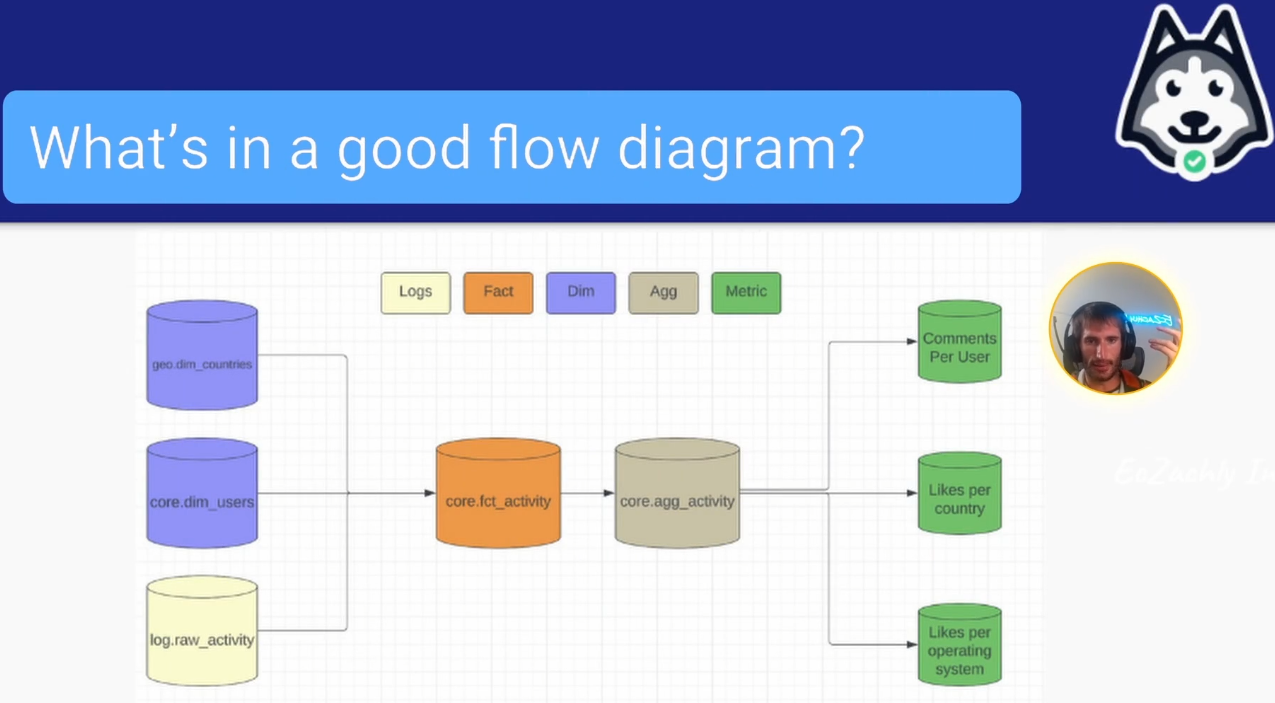 What's in a good flow diagram?
Logs
Fact
Dim
Agg
Metric
geo.dim_countries
core.dim_users
log.raw_activity
core.fct_activity
core.agg_activity
Comments
Per User
Likes per
country
Likes per
operating
system
EcZachly In